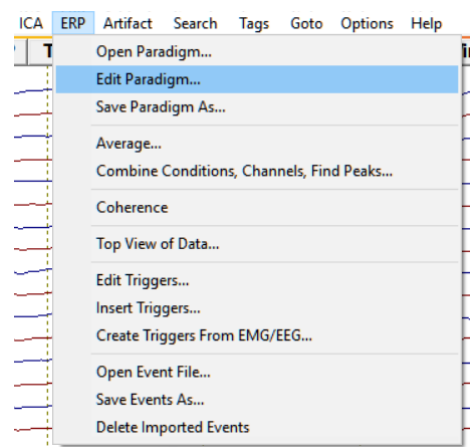 ICA ERP Artifact Search Tags Goto Options Help
Open Paradigm...
Edit Paradigm...
Save Paradigm As...
Average...
Combine Conditions, Channels, Find Peaks...
Coherence
Top View of Data...
Edit Triggers...
Insert Triggers...
Create Triggers From EMG/EEG...
Open Event File...
Save Events As...
Delete Imported Events